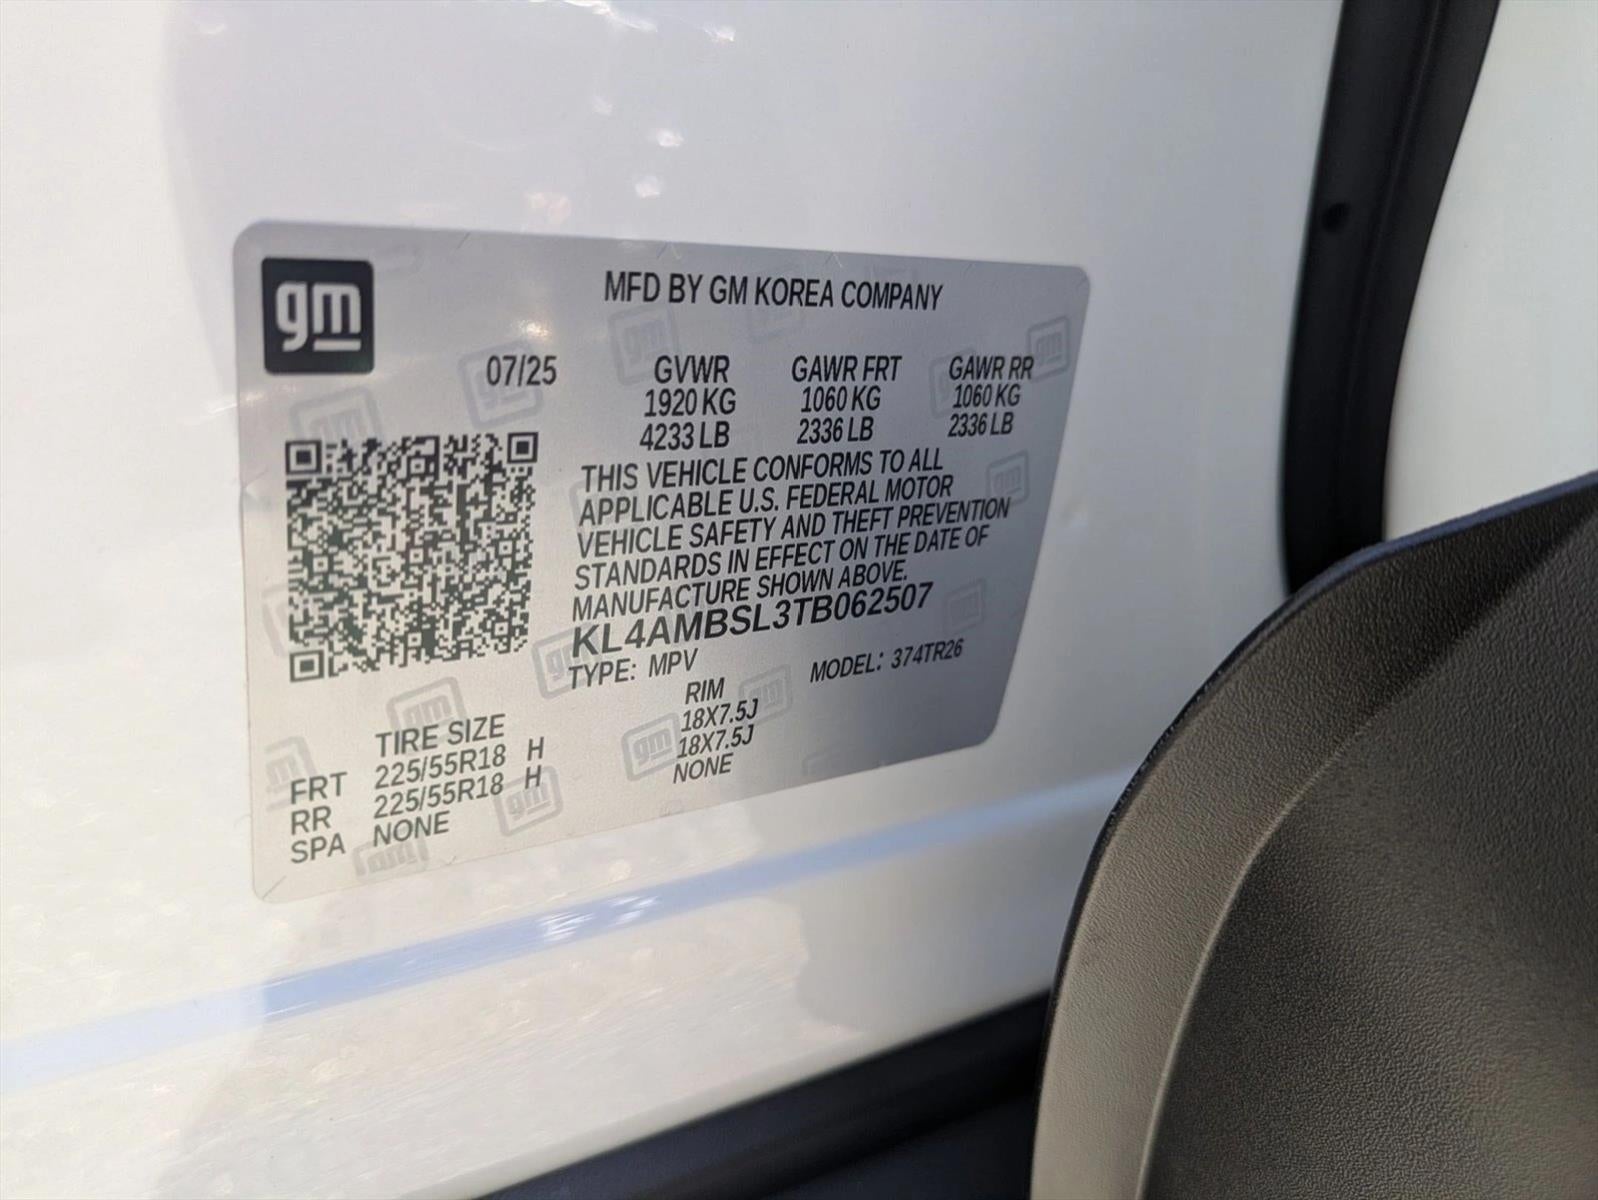 gm
MFD BY GM KOREA COMPANY
07/25 GVWR GAWR FRT GAWR RR
1920 KG 1060 KG 1060 KG
4233 LB 2336 LB 2336 LB
THIS VEHICLE CONFORMS TO ALL
APPLICABLE U.S. FEDERAL MOTOR
VEHICLE SAFETY AND THEFT PREVENTION
STANDARDS IN EFFECT ON THE DATE OF
MANUFACTURE SHOWN ABOVE.
KL4AMBSL3TB062507
TYPE: MPV MODEL: 374TR26
TIRE SIZE RIM
FRT 225/55R18 H 18X7.5J
RR 225/55R18 H 18X7.5J
SPA NONE NONE